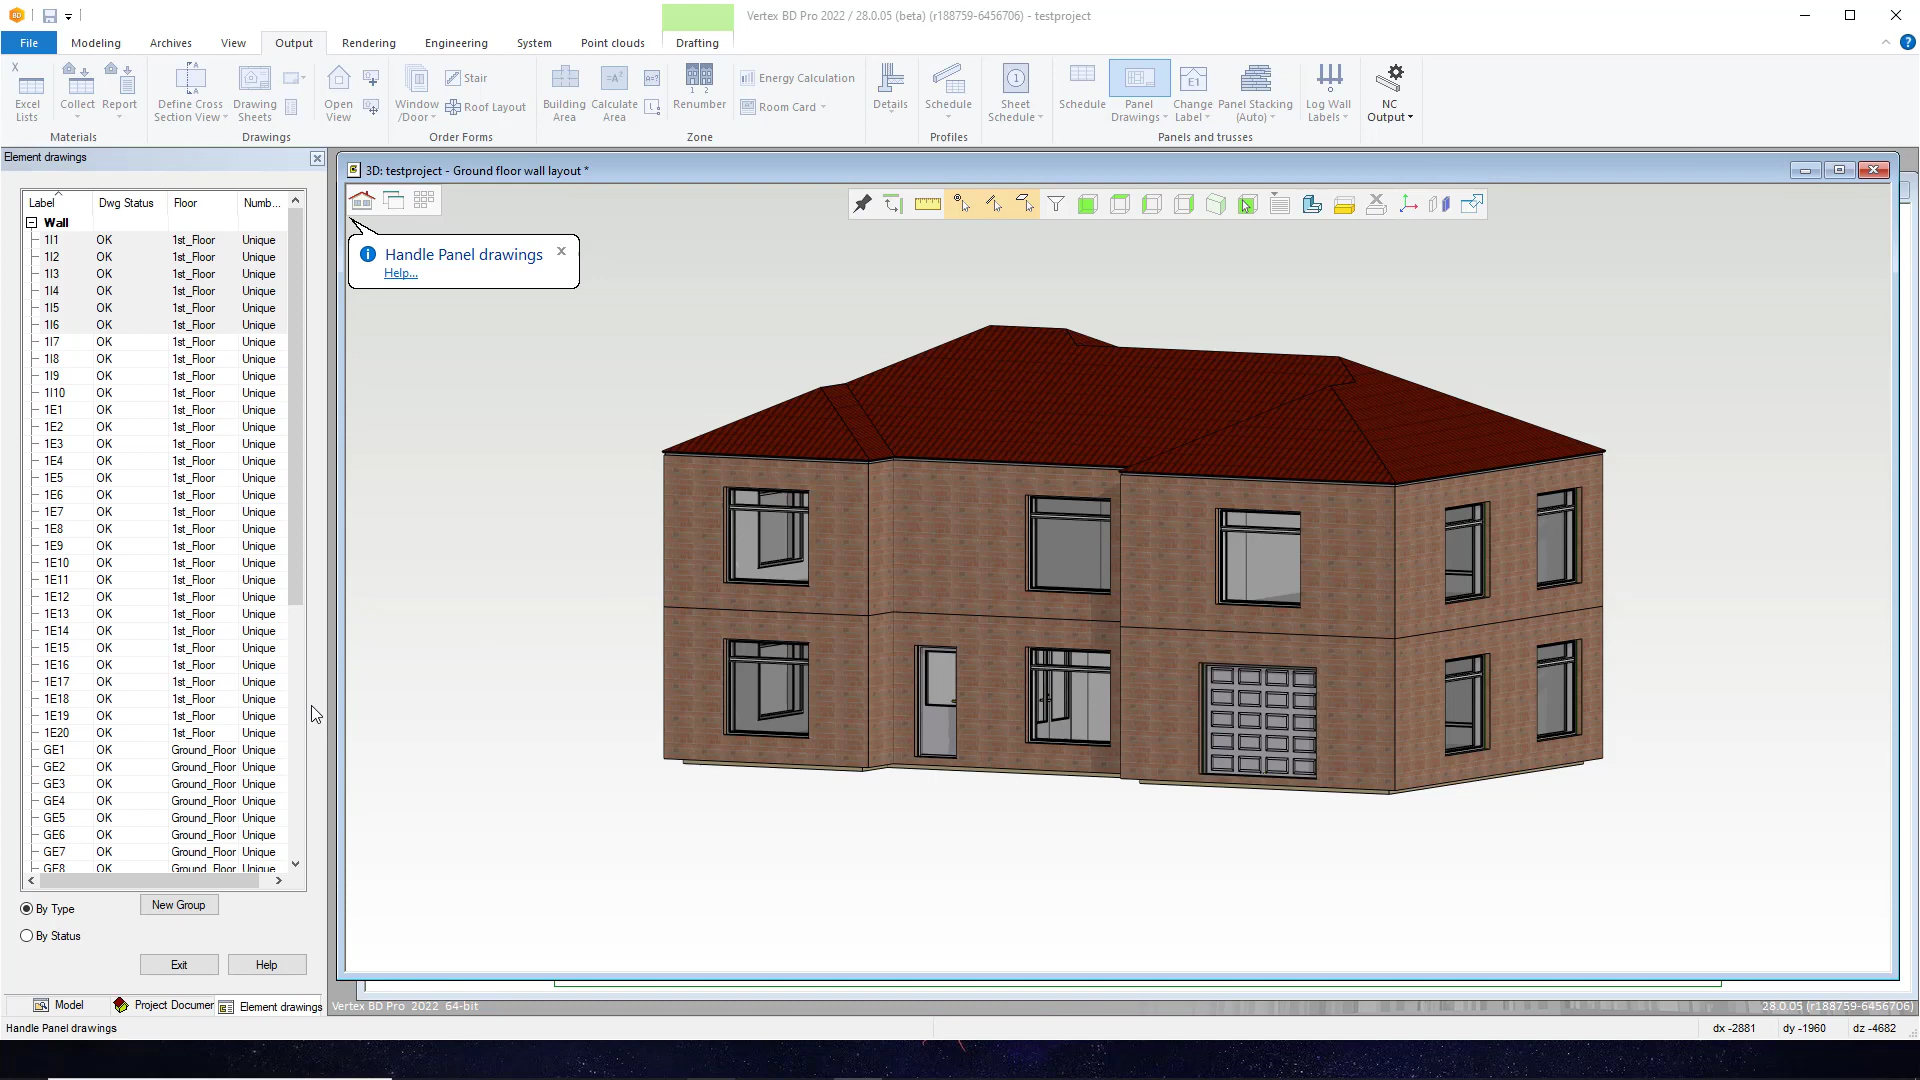 Vertex BD Pro 2022 / 28.0.05 (beta) (r188759-6456706) - testproject
File Modeling Archives View Output Rendering Engineering System Point clouds Drafting
Excel Lists
Collect
Report
Materials
Define Cross Section View
Drawing Sheets
Drawings
Open View
Window /Door
Stair
Roof Layout
Order Forms
Building Area
Calculate Area
Renumber
Zone
Energy Calculation
Room Card
Details
Schedule
Profiles
Sheet Schedule
Schedule
Panel Drawings
Change Label
Panel Stacking (Auto)
Panels and trusses
Log Wall Labels
NC Output
Element drawings
Label Dwg Status Floor Numb...
Wall
1I1 OK 1st_Floor Unique
1I2 OK 1st_Floor Unique
1I3 OK 1st_Floor Unique
1I4 OK 1st_Floor Unique
1I5 OK 1st_Floor Unique
1I6 OK 1st_Floor Unique
1I7 OK 1st_Floor Unique
1I8 OK 1st_Floor Unique
1I9 OK 1st_Floor Unique
1I10 OK 1st_Floor Unique
1E1 OK 1st_Floor Unique
1E2 OK 1st_Floor Unique
1E3 OK 1st_Floor Unique
1E4 OK 1st_Floor Unique
1E5 OK 1st_Floor Unique
1E6 OK 1st_Floor Unique
1E7 OK 1st_Floor Unique
1E8 OK 1st_Floor Unique
1E9 OK 1st_Floor Unique
1E10 OK 1st_Floor Unique
1E11 OK 1st_Floor Unique
1E12 OK 1st_Floor Unique
1E13 OK 1st_Floor Unique
1E14 OK 1st_Floor Unique
1E15 OK 1st_Floor Unique
1E16 OK 1st_Floor Unique
1E17 OK 1st_Floor Unique
1E18 OK 1st_Floor Unique
1E19 OK 1st_Floor Unique
1E20 OK 1st_Floor Unique
GE1 OK Ground_Floor Unique
GE2 OK Ground_Floor Unique
GE3 OK Ground_Floor Unique
GE4 OK Ground_Floor Unique
GE5 OK Ground_Floor Unique
GE6 OK Ground_Floor Unique
GE7 OK Ground_Floor Unique
GE8 OK Ground_Floor Unique
By Type New Group
By Status
Exit Help
Model Project Documen Element drawings
3D: testproject - Ground floor wall layout *
Handle Panel drawings
Help...
Vertex BD Pro 2022 64-bit 28.0.05 (r188759-6456706)
Handle Panel drawings dx -2881 dy -1960 dz -4682